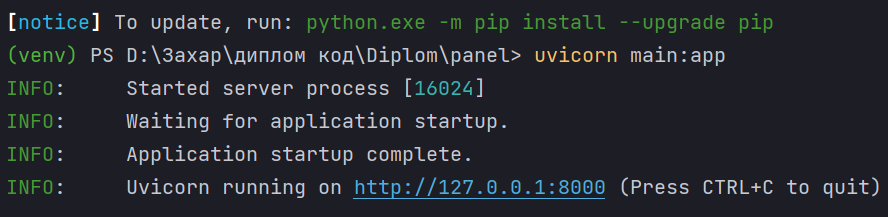 [notice] To update, run: python.exe -m pip install --upgrade pip
(venv) PS D:\Захар\диплом код\Diplom\panel> uvicorn main:app
INFO:     Started server process [16024]
INFO:     Waiting for application startup.
INFO:     Application startup complete.
INFO:     Uvicorn running on http://127.0.0.1:8000 (Press CTRL+C to quit)